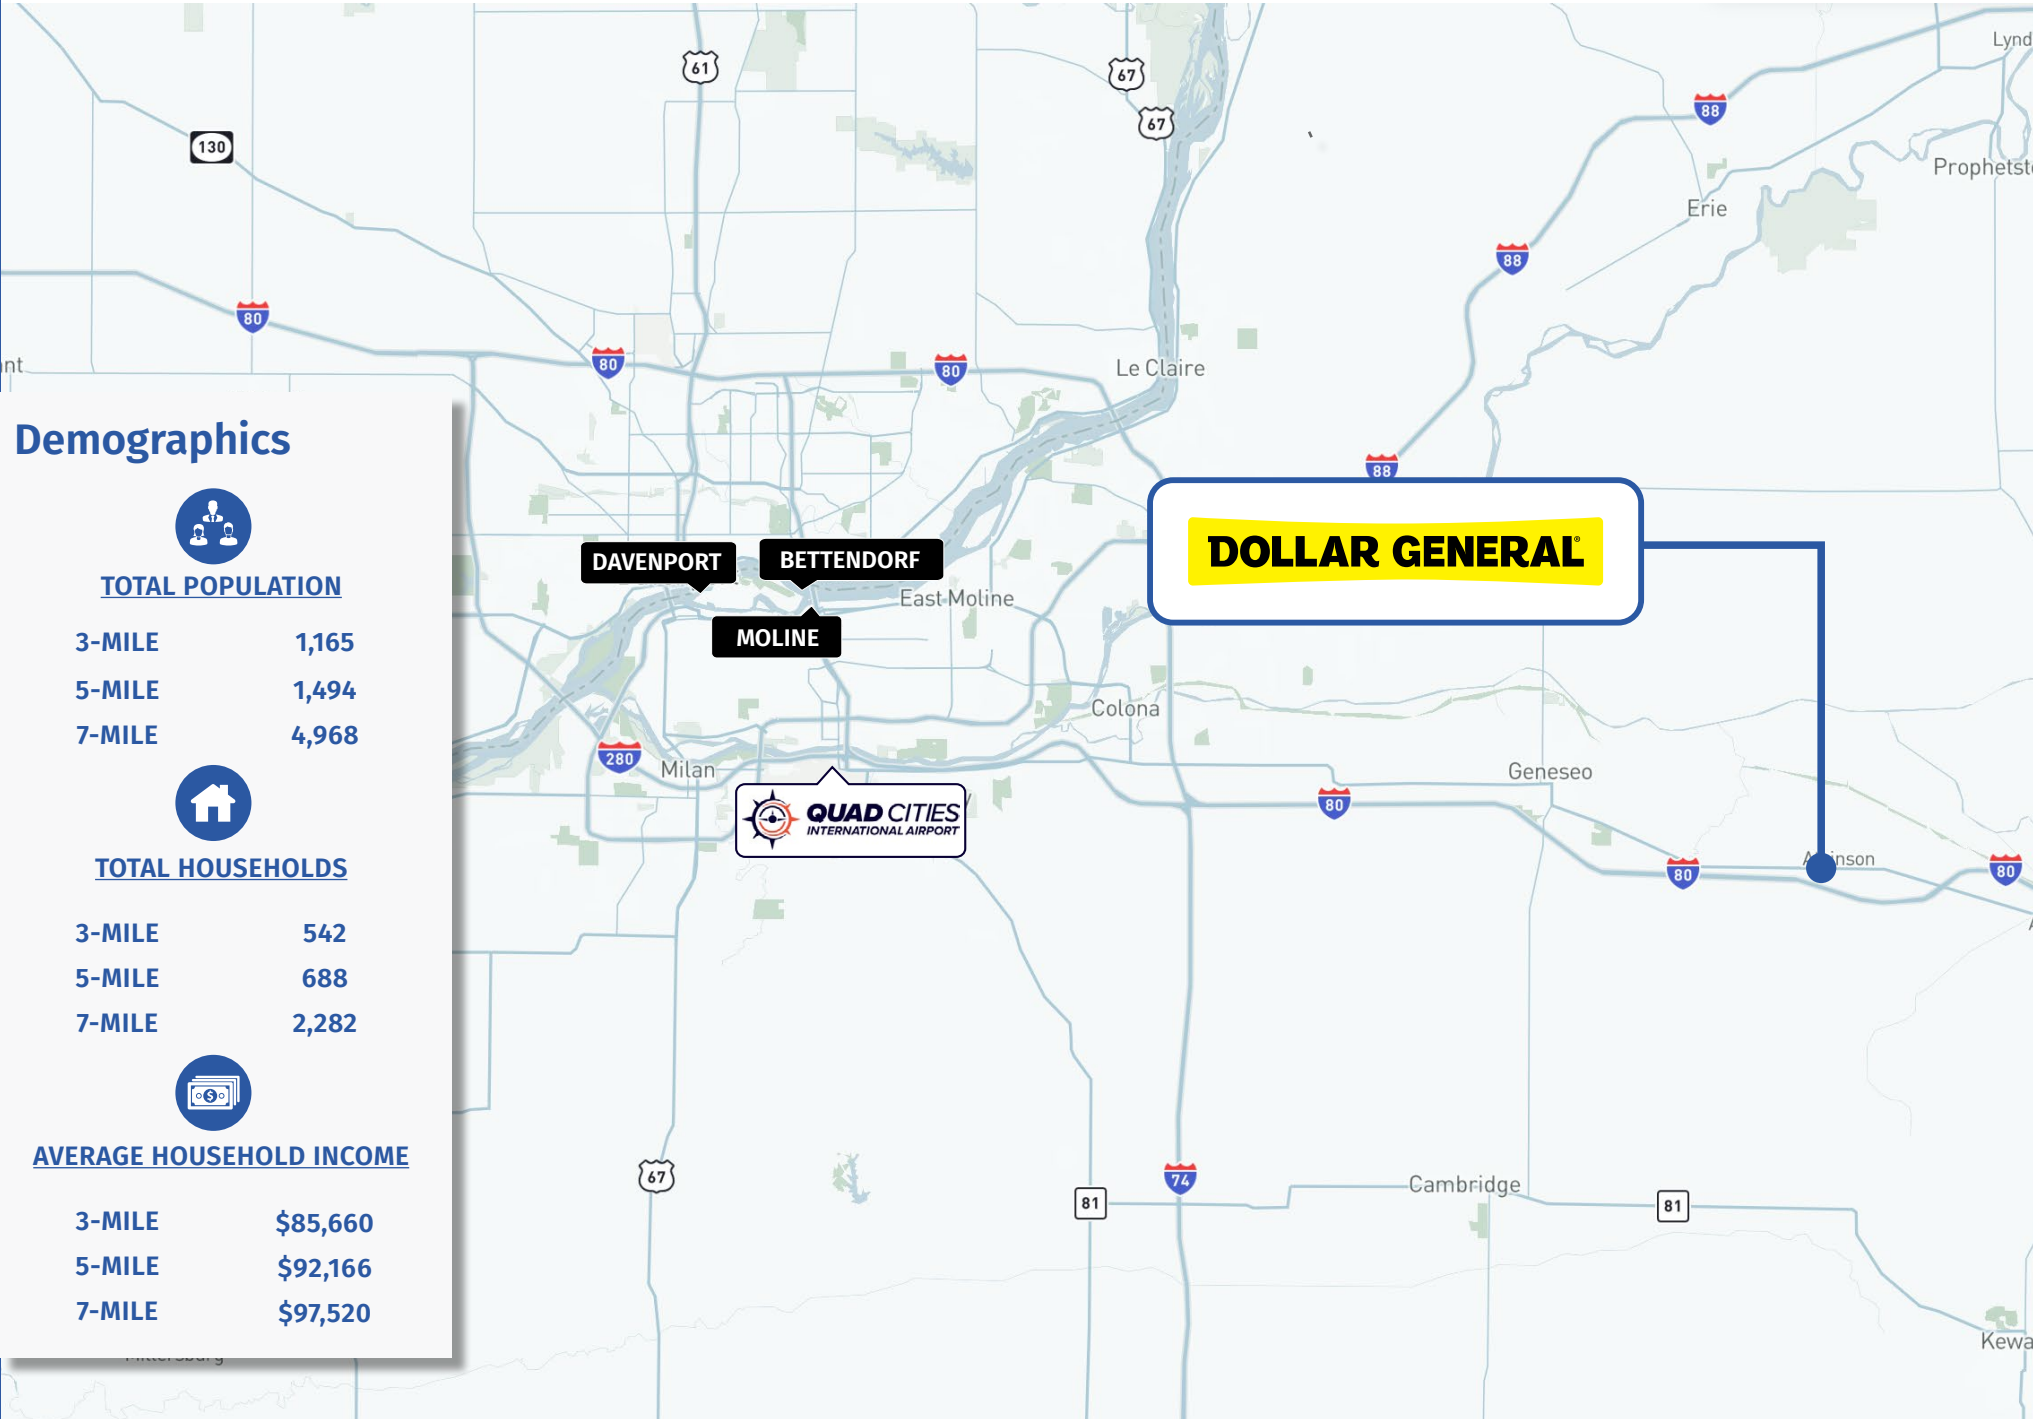 Demographics
TOTAL POPULATION
3-MILE 1,165
5-MILE 1,494
7-MILE 4,968
TOTAL HOUSEHOLDS
3-MILE 542
5-MILE 688
7-MILE 2,282
AVERAGE HOUSEHOLD INCOME
3-MILE $85,660
5-MILE $92,166
7-MILE $97,520
61
67
67
130
88
88
88
Lynd
Prophetst
Erie
80
80
80
nt
Le Claire
DOLLAR GENERAL®
DAVENPORT
BETTENDORF
East Moline
MOLINE
Colona
280
Milan
QUAD CITIES
INTERNATIONAL AIRPORT
Geneseo
80
80
80
67
74
81
Cambridge
81
Kewa